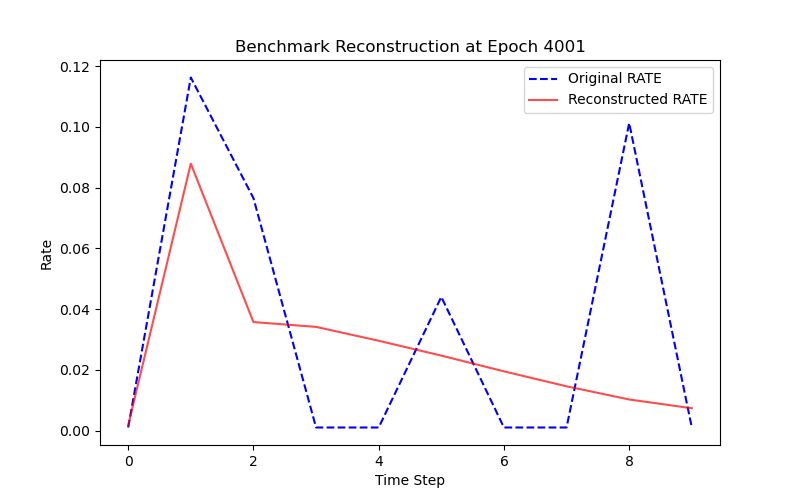 Benchmark Reconstruction at Epoch 4001
Original RATE
Reconstructed RATE
Rate
0.12
0.10
0.08
0.06
0.04
0.02
0.00
0 2 4 6 8
Time Step